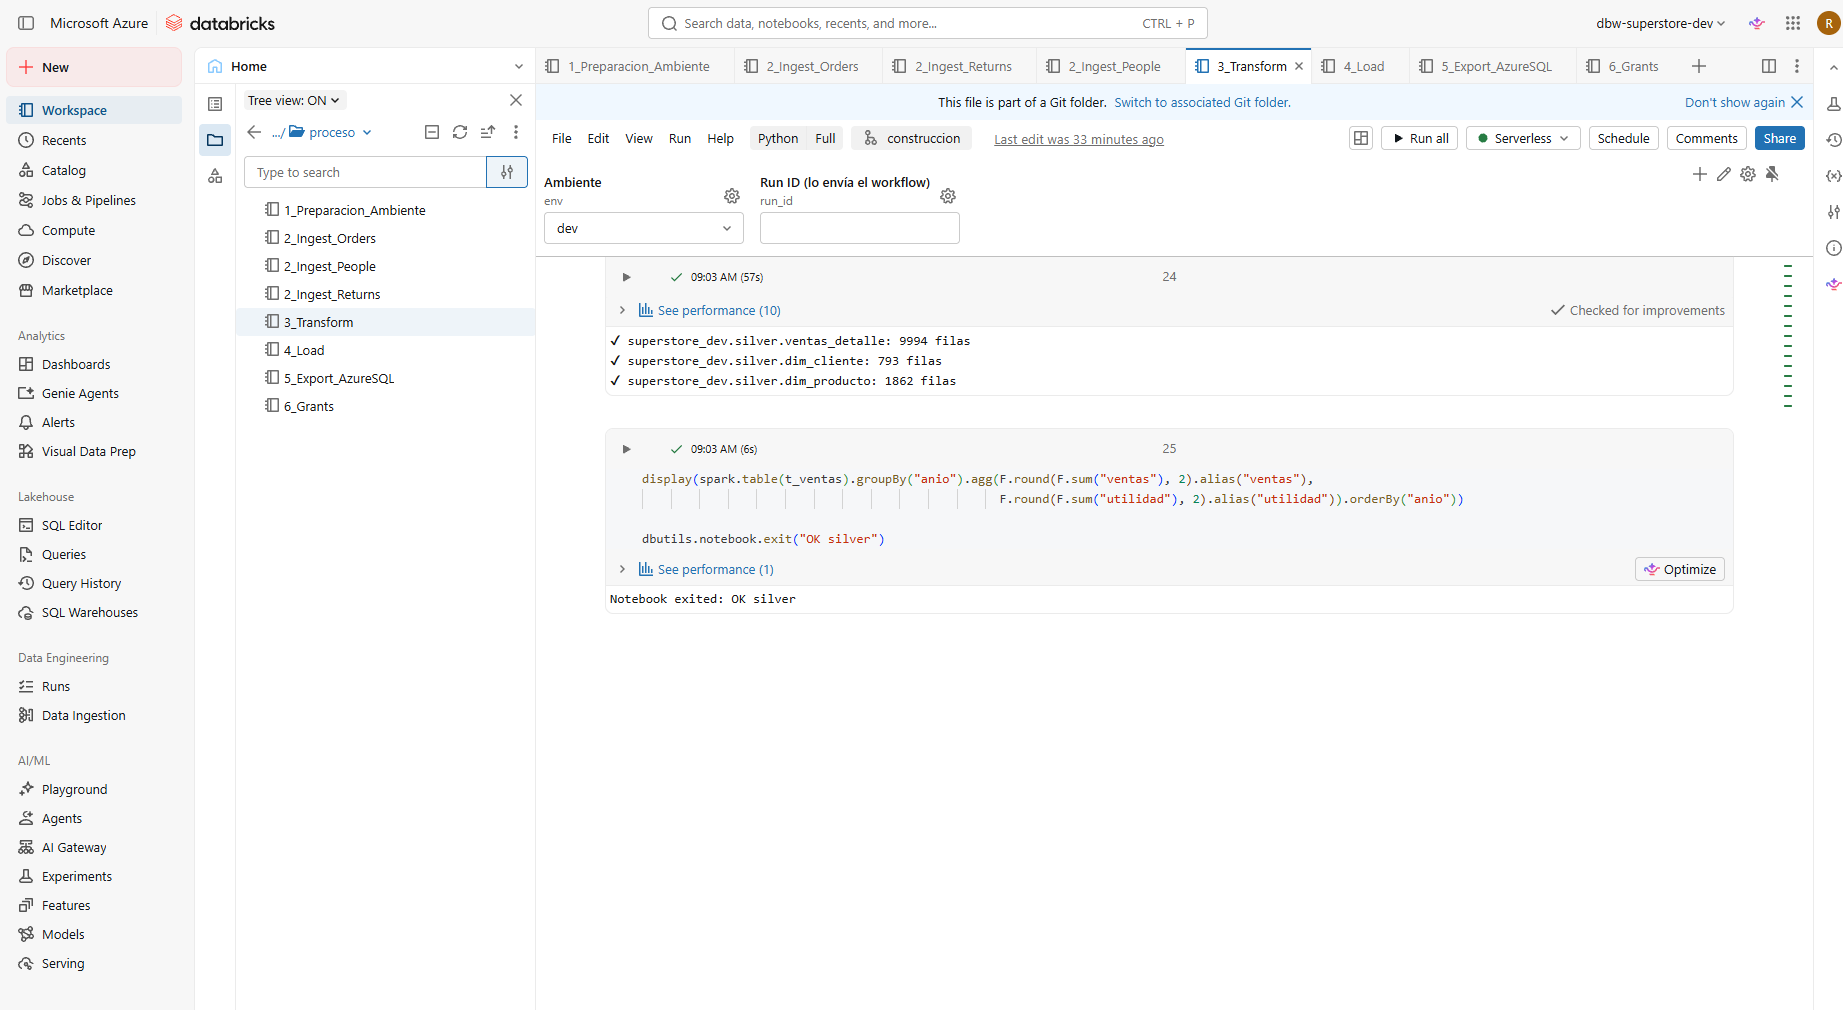 Microsoft Azure
databricks
Search data, notebooks, recents, and more...
CTRL + P
dbw-superstore-dev
R
New
Workspace
Recents
Catalog
Jobs & Pipelines
Compute
Discover
Marketplace
Analytics
Dashboards
Genie Agents
Alerts
Visual Data Prep
Lakehouse
SQL Editor
Queries
Query History
SQL Warehouses
Data Engineering
Runs
Data Ingestion
AI/ML
Playground
Agents
AI Gateway
Experiments
Features
Models
Serving
Home
Tree view: ON
.../ proceso
Type to search
1_Preparacion_Ambiente
2_Ingest_Orders
2_Ingest_People
2_Ingest_Returns
3_Transform
4_Load
5_Export_AzureSQL
6_Grants
1_Preparacion_Ambiente
2_Ingest_Orders
2_Ingest_Returns
2_Ingest_People
3_Transform
4_Load
5_Export_AzureSQL
6_Grants
This file is part of a Git folder. Switch to associated Git folder.
Don't show again
File Edit View Run Help
Python Full
construccion
Last edit was 33 minutes ago
Run all
Serverless
Schedule
Comments
Share
Ambiente
env
dev
Run ID (lo envía el workflow)
run_id
09:03 AM (57s)
24
See performance (10)
Checked for improvements
✓ superstore_dev.silver.ventas_detalle: 9994 filas
✓ superstore_dev.silver.dim_cliente: 793 filas
✓ superstore_dev.silver.dim_producto: 1862 filas
09:03 AM (6s)
25
display(spark.table(t_ventas).groupBy("anio").agg(F.round(F.sum("ventas"), 2).alias("ventas"),
F.round(F.sum("utilidad"), 2).alias("utilidad")).orderBy("anio"))
dbutils.notebook.exit("OK silver")
See performance (1)
Optimize
Notebook exited: OK silver